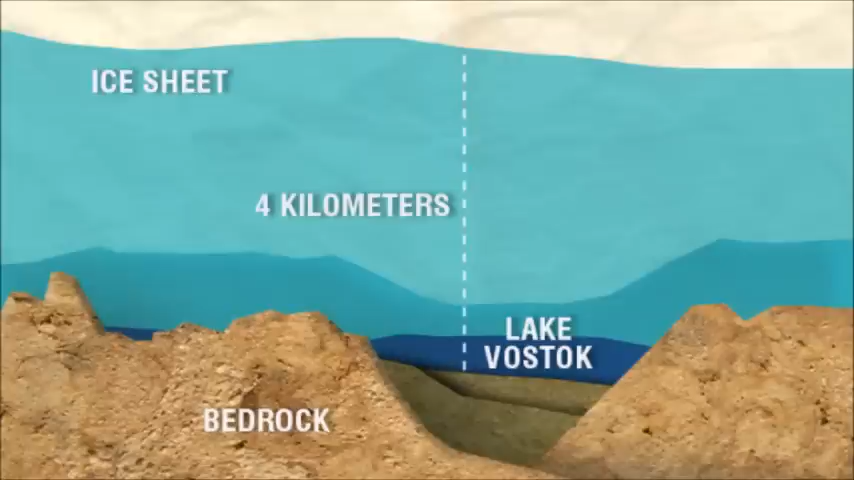 ICE SHEET
4 KILOMETERS
LAKE
VOSTOK
BEDROCK